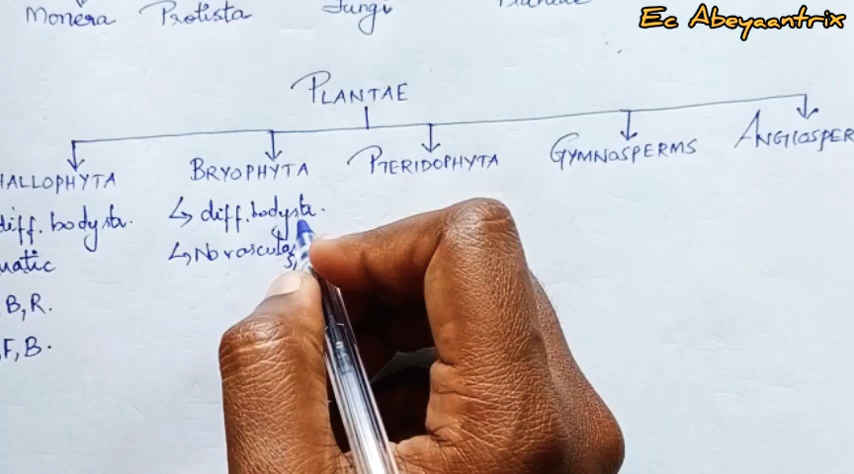 Monera Protista Fungi
Ec Abeyaantrix
PLANTAE
HALLOPHYTA BRYOPHYTA PTERIDOPHYTA GYMNOSPERMS ANGIOSPER
diff. body str. ↳ diff. body str.
uatic ↳ No vascular
B, R.
F, B.